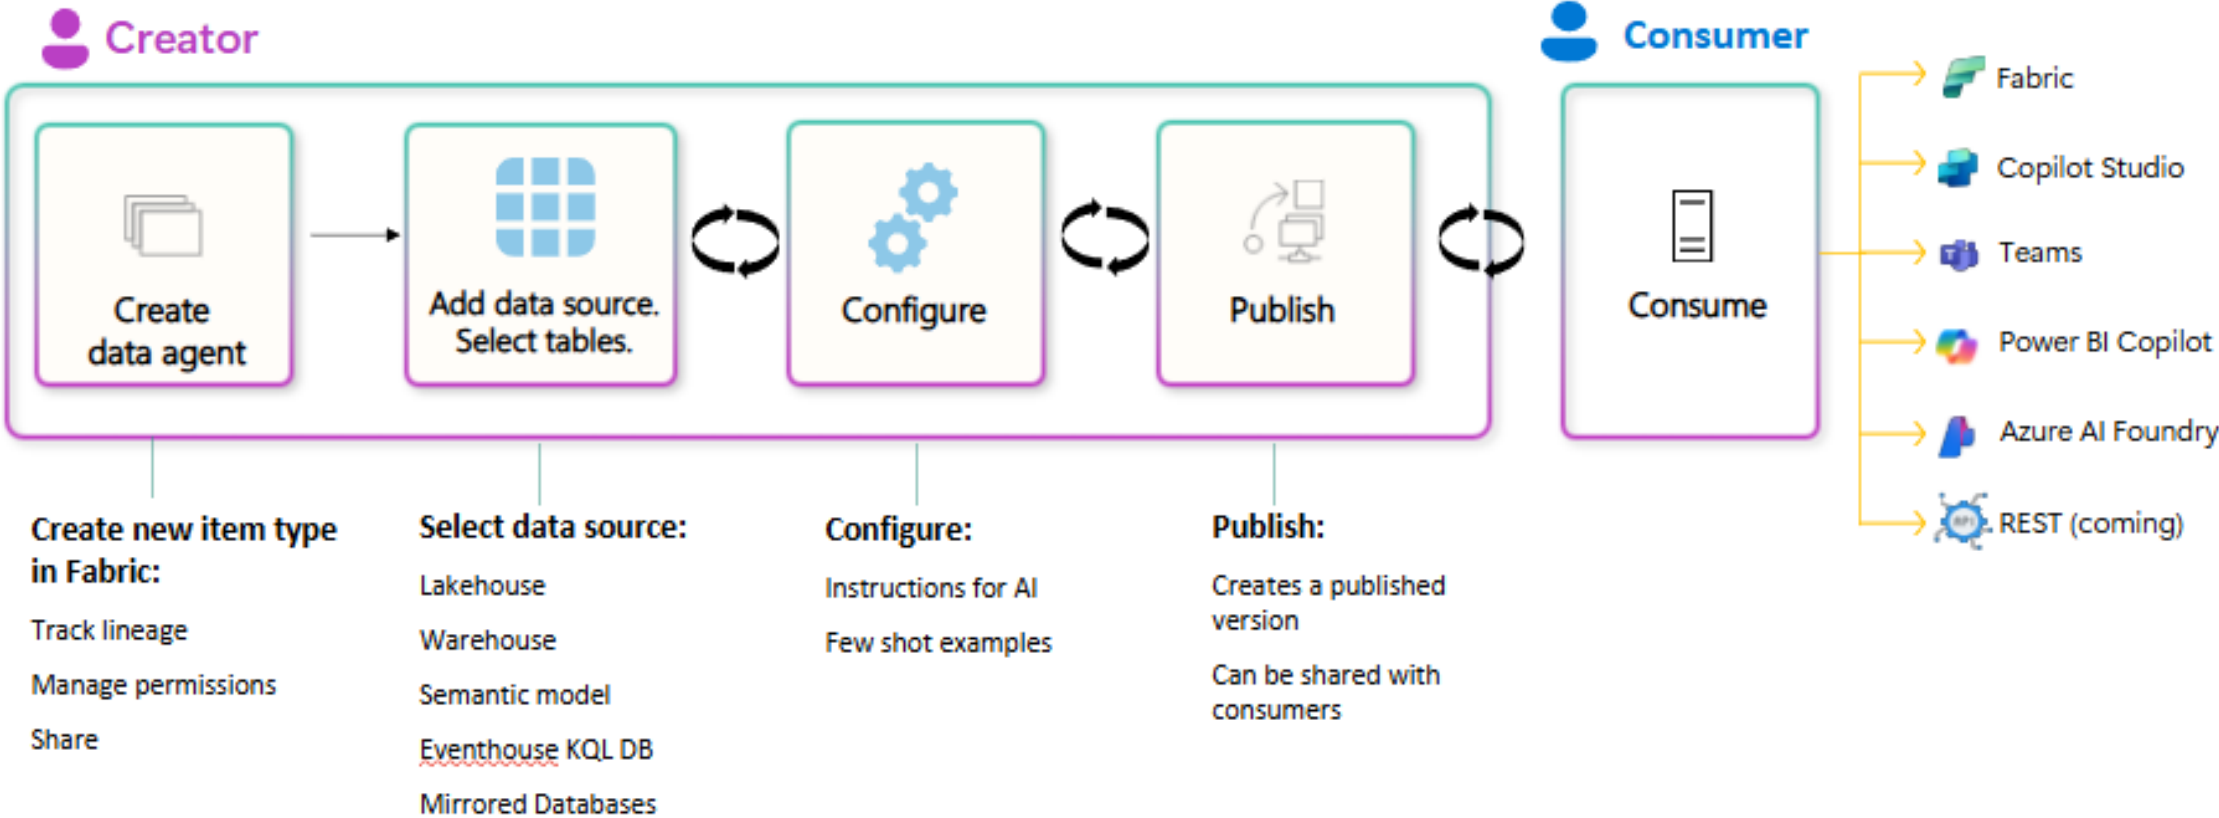 Creator
Consumer
Create
data agent
Add data source.
Select tables.
Configure
Publish
Consume
Fabric
Copilot Studio
Teams
Power BI Copilot
Azure AI Foundry
API
REST (coming)
Create new item type
in Fabric:
Track lineage
Manage permissions
Share
Select data source:
Lakehouse
Warehouse
Semantic model
Eventhouse KQL DB
Mirrored Databases
Configure:
Instructions for AI
Few shot examples
Publish:
Creates a published
version
Can be shared with
consumers